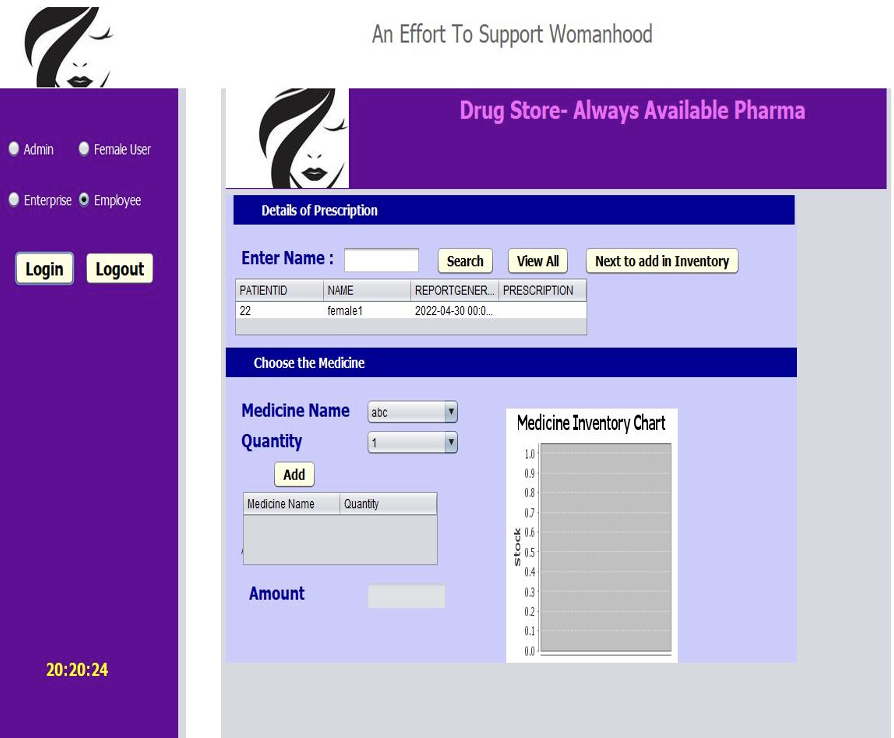 An Effort To Support Womanhood
Drug Store- Always Available Pharma
Admin Female User
Enterprise Employee
Login Logout
20:20:24
Details of Prescription
Enter Name : Search View All Next to add in Inventory
PATIENTID NAME REPORTGENER... PRESCRIPTION
22 female1 2022-04-30 00:0...
Choose the Medicine
Medicine Name abc
Quantity 1
Add
Medicine Name Quantity
Amount
Medicine Inventory Chart
Stock
1.0
0.9
0.8
0.7
0.6
0.5
0.4
0.3
0.2
0.1
0.0